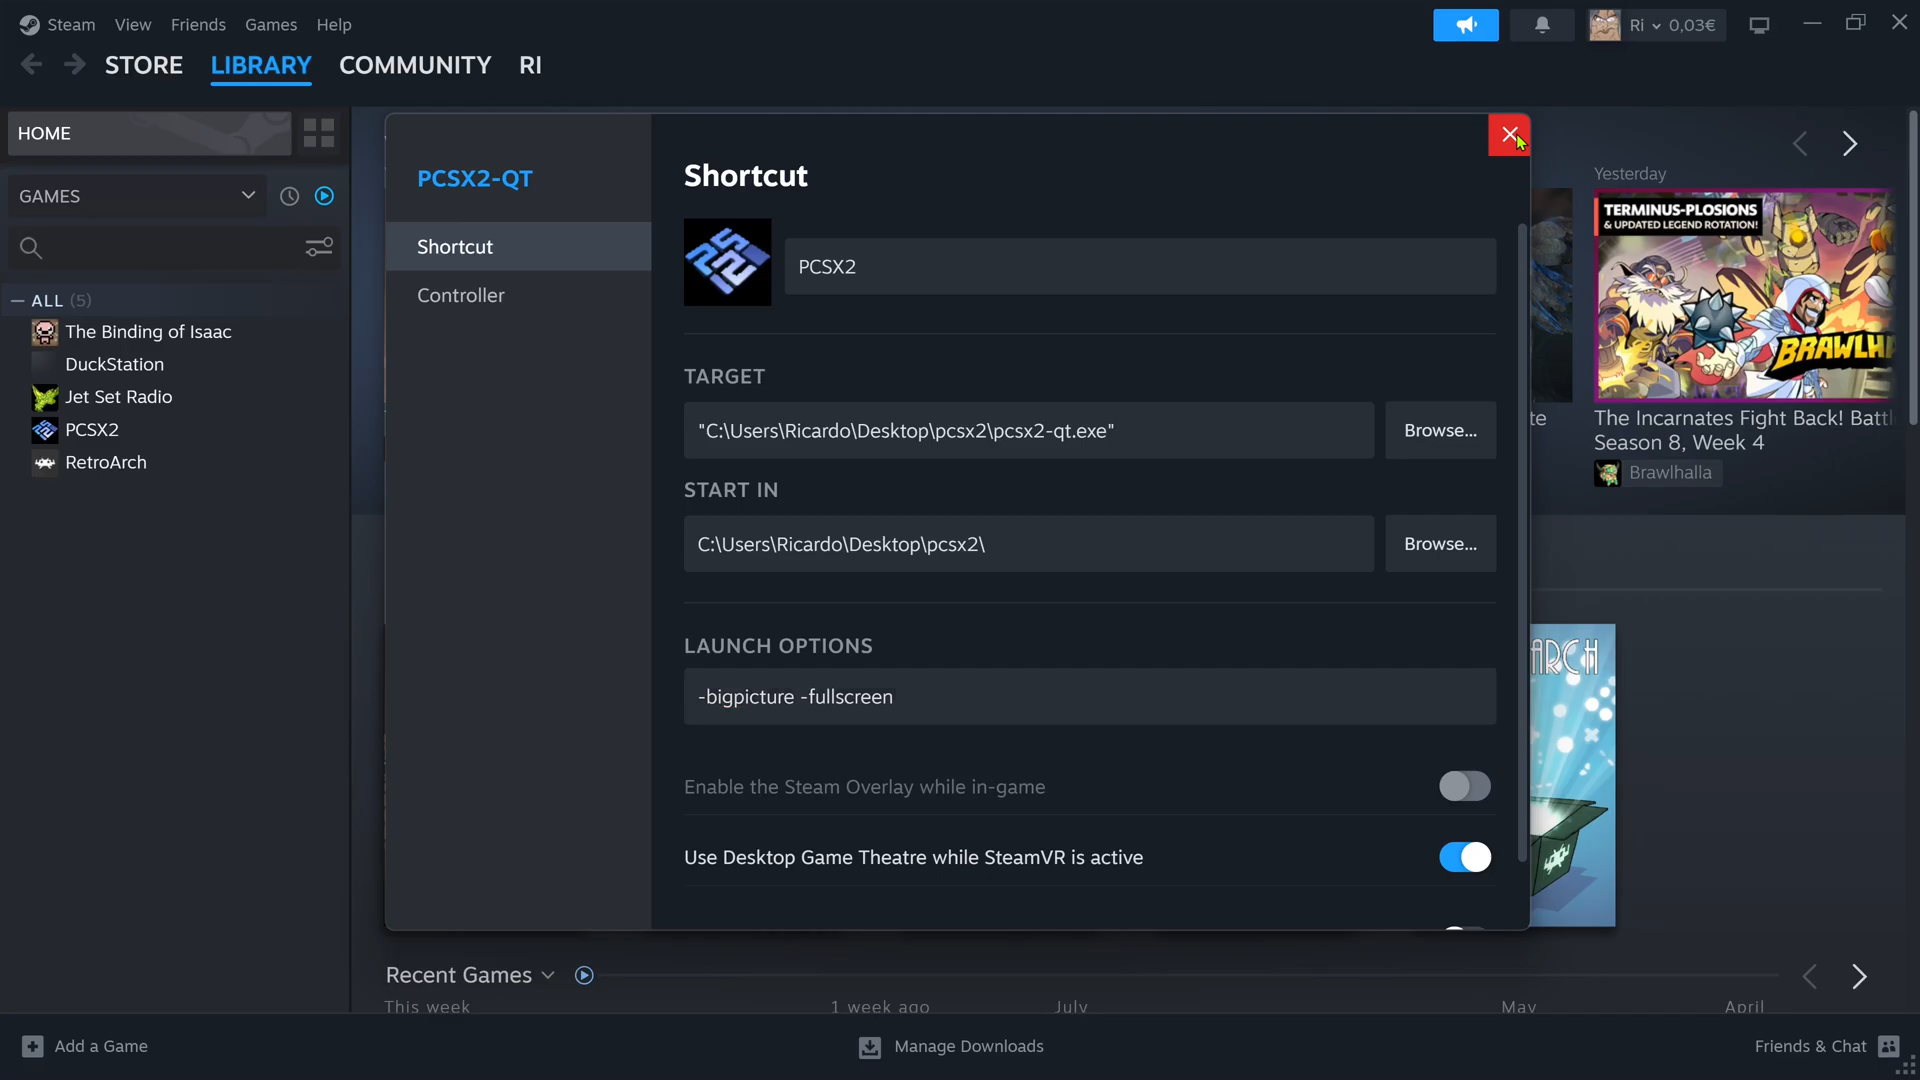 Steam View Friends Games Help
Ri 0,03€
STORE LIBRARY COMMUNITY RI
HOME
GAMES
ALL (5)
The Binding of Isaac
DuckStation
Jet Set Radio
PCSX2
RetroArch
PCSX2-QT
Shortcut
Controller
Shortcut
PCSX2
TARGET
"C:\Users\Ricardo\Desktop\pcsx2\pcsx2-qt.exe"
Browse...
START IN
C:\Users\Ricardo\Desktop\pcsx2\
Browse...
LAUNCH OPTIONS
-bigpicture -fullscreen
Enable the Steam Overlay while in-game
Use Desktop Game Theatre while SteamVR is active
Yesterday
TERMINUS-PLOSIONS
& UPDATED LEGEND ROTATION!
BRAWLH
te
The Incarnates Fight Back! Battl
Season 8, Week 4
Brawlhalla
ARCH
Recent Games
This week
1 week ago
July
May
April
Add a Game
Manage Downloads
Friends & Chat